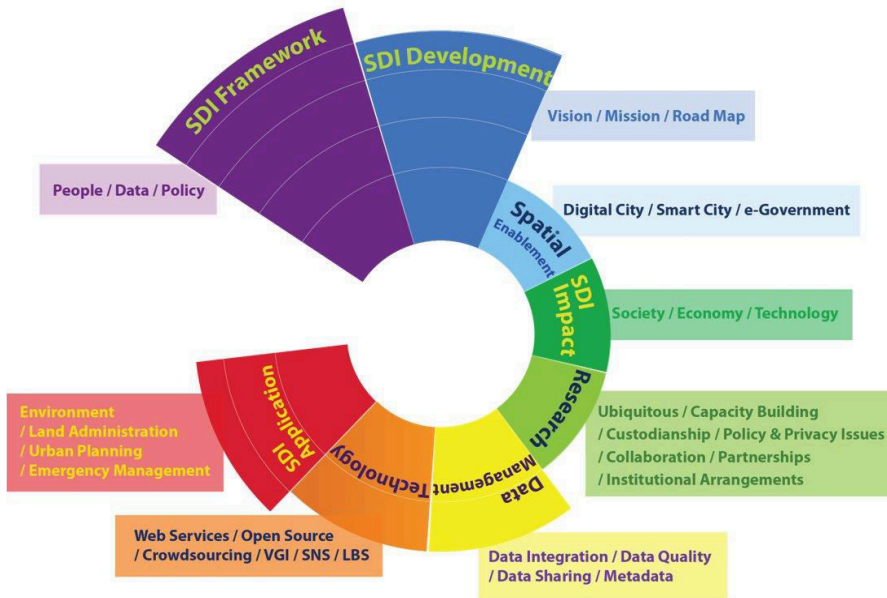 SDI Framework
SDI Development
Vision / Mission / Road Map
People / Data / Policy
Spatial
Enablement
Digital City / Smart City / e-Government
SDI
Impact
Society / Economy / Technology
Research
Ubiquitous / Capacity Building
/ Custodianship / Policy & Privacy Issues
/ Collaboration / Partnerships
/ Institutional Arrangements
Data
Management
Data Integration / Data Quality
/ Data Sharing / Metadata
Technology
Web Services / Open Source
/ Crowdsourcing / VGI / SNS / LBS
SDI
Application
Environment
/ Land Administration
/ Urban Planning
/ Emergency Management